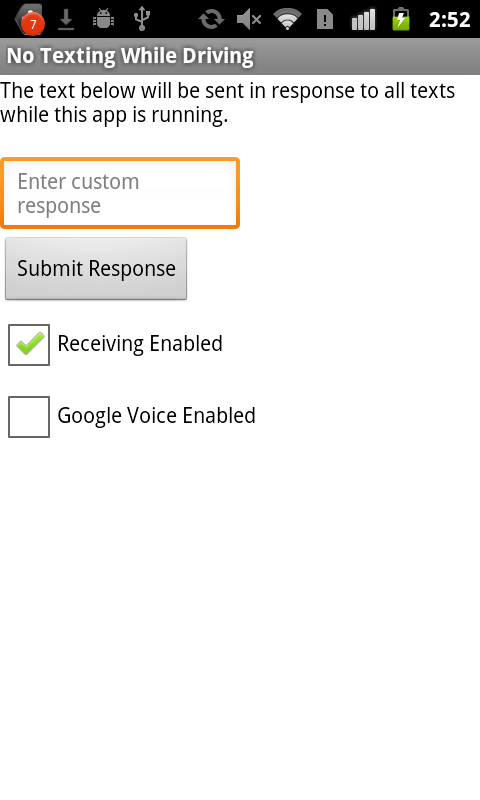 7
2:52
No Texting While Driving
The text below will be sent in response to all texts
while this app is running.
Enter custom
response
Submit Response
Receiving Enabled
Google Voice Enabled